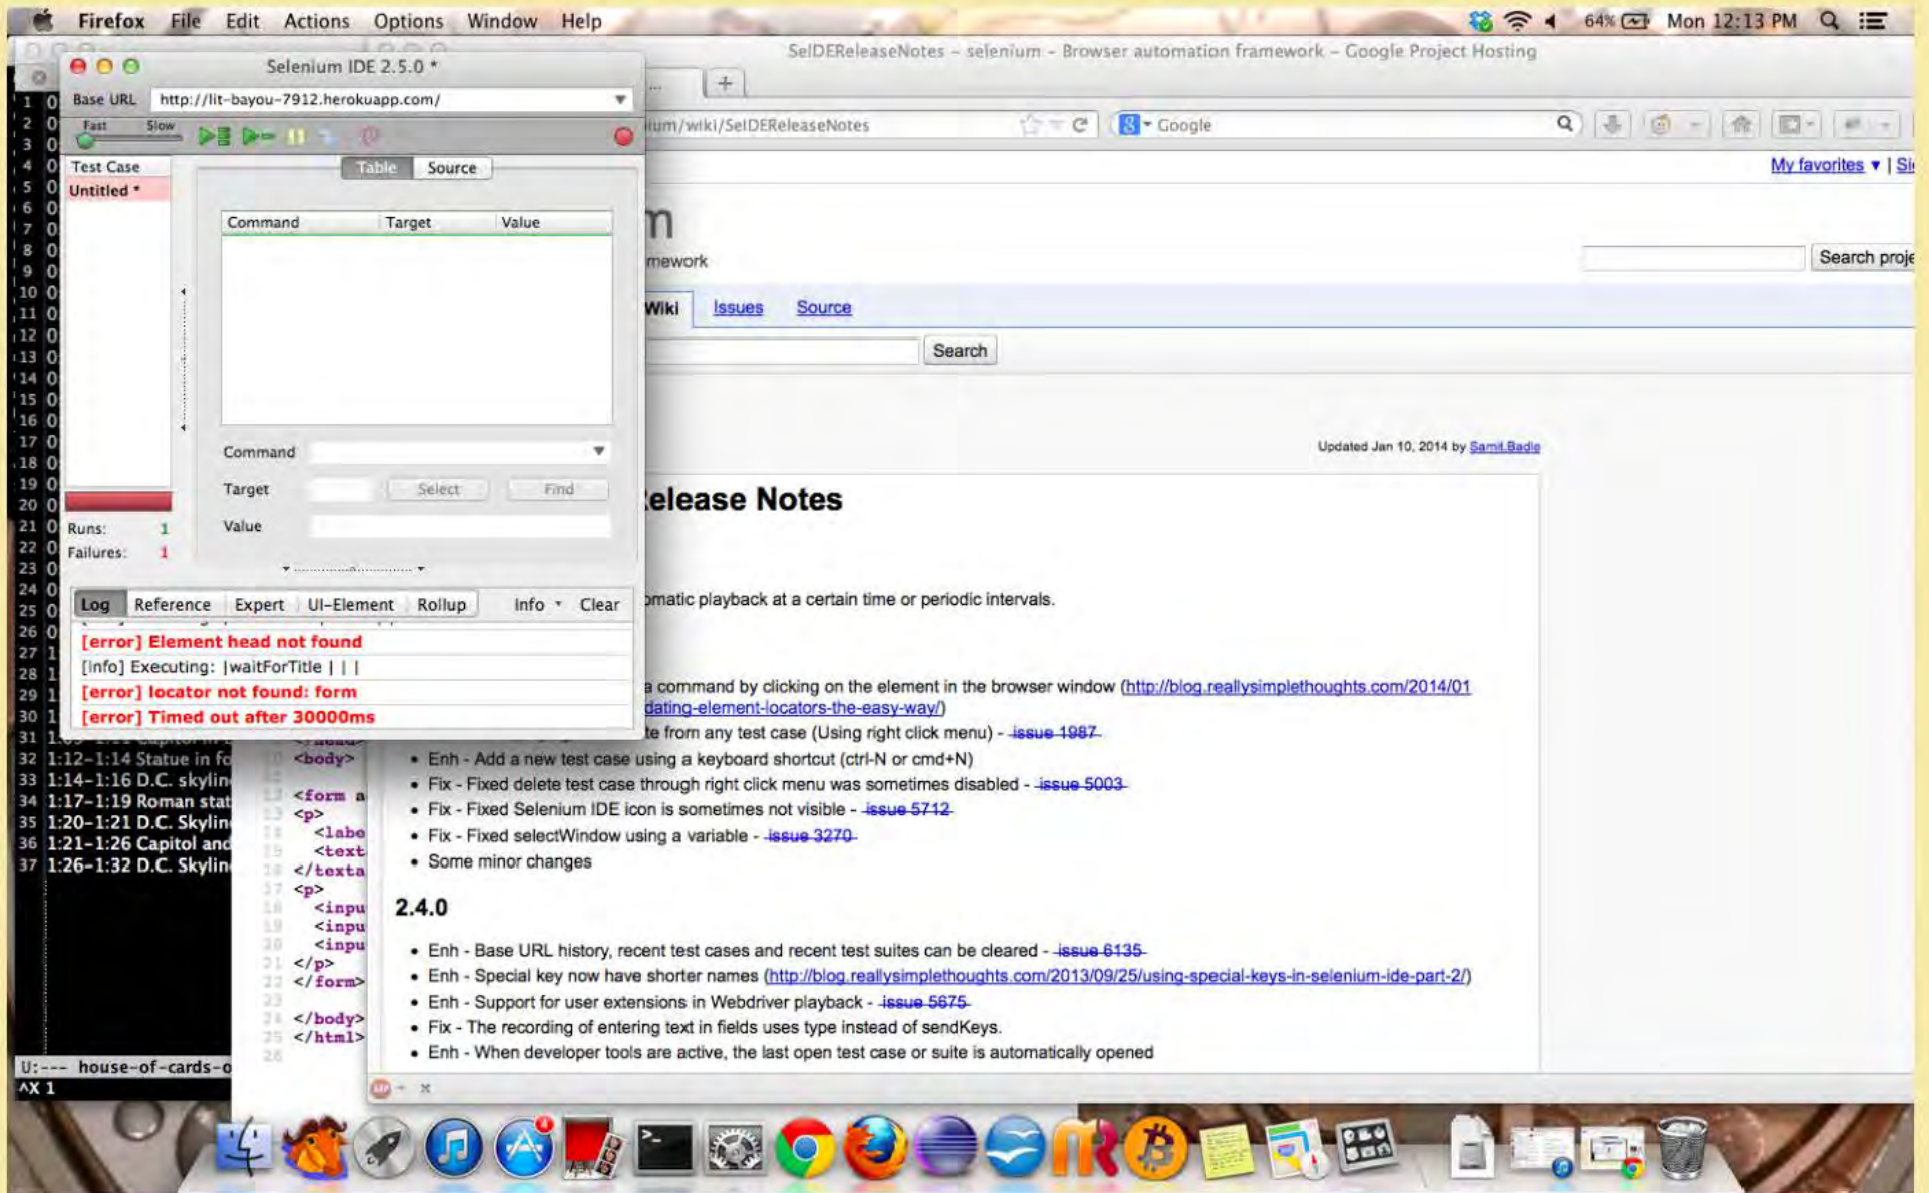 Firefox File Edit Actions Options Window Help
64% Mon 12:13 PM
SeIDEReleaseNotes – selenium – Browser automation framework – Google Project Hosting
Selenium IDE 2.5.0 *
Base URL http://lit-bayou-7912.herokuapp.com/
Fast Slow
ium/wiki/SeIDEReleaseNotes
Google
My favorites ▼ |
Test Case
Untitled *
Table Source
Command Target Value
m
mework
Search proje
Wiki Issues Source
Search
Command
Target Select Find
Value
Runs: 1
Failures: 1
Updated Jan 10, 2014 by Samit.Badle
elease Notes
omatic playback at a certain time or periodic intervals.
Log Reference Expert UI-Element Rollup Info Clear
[error] Element head not found
[info] Executing: |waitForTitle | | |
[error] locator not found: form
[error] Timed out after 30000ms
a command by clicking on the element in the browser window (http://blog.reallysimplethoughts.com/2014/01
dating-element-locators-the-easy-way/)
te from any test case (Using right click menu) - issue 1987
• Enh - Add a new test case using a keyboard shortcut (ctrl-N or cmd+N)
• Fix - Fixed delete test case through right click menu was sometimes disabled - issue 5003
• Fix - Fixed Selenium IDE icon is sometimes not visible - issue 5712
• Fix - Fixed selectWindow using a variable - issue 3270
• Some minor changes
2.4.0
• Enh - Base URL history, recent test cases and recent test suites can be cleared - issue 6135
• Enh - Special key now have shorter names (http://blog.reallysimplethoughts.com/2013/09/25/using-special-keys-in-selenium-ide-part-2/)
• Enh - Support for user extensions in Webdriver playback - issue 5675
• Fix - The recording of entering text in fields uses type instead of sendKeys.
• Enh - When developer tools are active, the last open test case or suite is automatically opened
32 1:12-1:14 Statue in fo
33 1:14-1:16 D.C. skylin
34 1:17-1:19 Roman stat
35 1:20-1:21 D.C. Skylin
36 1:21-1:26 Capitol and
37 1:26-1:32 D.C. Skylin
U:--- house-of-cards-o
^X 1
<body>
<form a
<p>
<labe
<text
</texta
<p>
<inpu
<inpu
<inpu
</p>
</form>
</body>
</html>